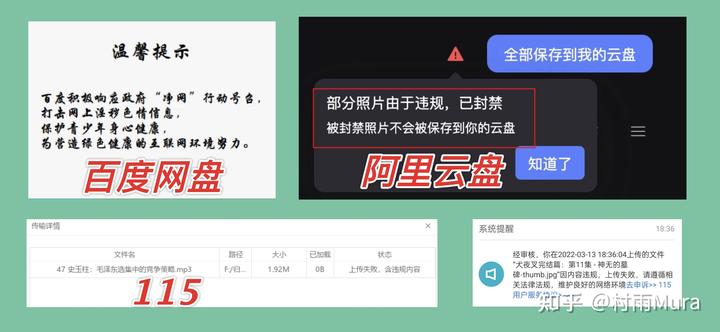 温馨提示
百度积极响应政府“净网”行动号召，
打击网上淫秽色情信息，
保护青少年身心健康，
为营造绿色健康的互联网环境努力。
百度网盘
全部保存到我的云盘
部分照片由于违规，已封禁
被封禁照片不会被保存到你的云盘
知道了
阿里云盘
传输详情
文件名 路径 大小 已加载 状态
47 史玉柱：毛泽东选集中的竞争策略.mp3 F:/归... 1.92M 0B 上传失败，含违规内容
115
系统提醒 18:36
经审核，你在2022-03-13 18:36:04上传的文件
“犬夜叉完结篇：第11集 - 神无的墓
碑-thumb.jpg”因内容违规，上传失败，请遵循相
关法律法规，维护良好的网络环境去申诉>> 115
用户服务协议>>
知乎 @村雨Mura